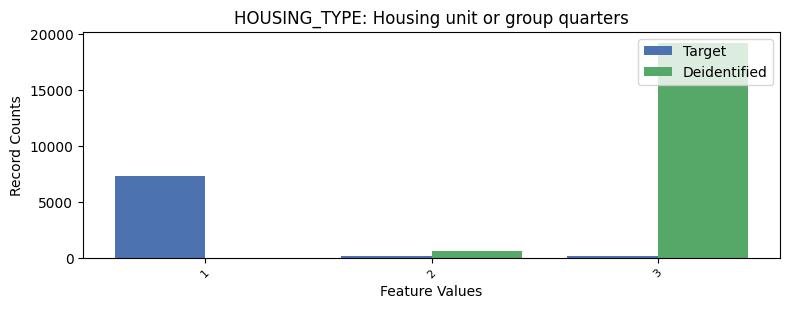 HOUSING_TYPE: Housing unit or group quarters
20000
15000
10000
5000
0
Record Counts
Target
Deidentified
1
2
3
Feature Values